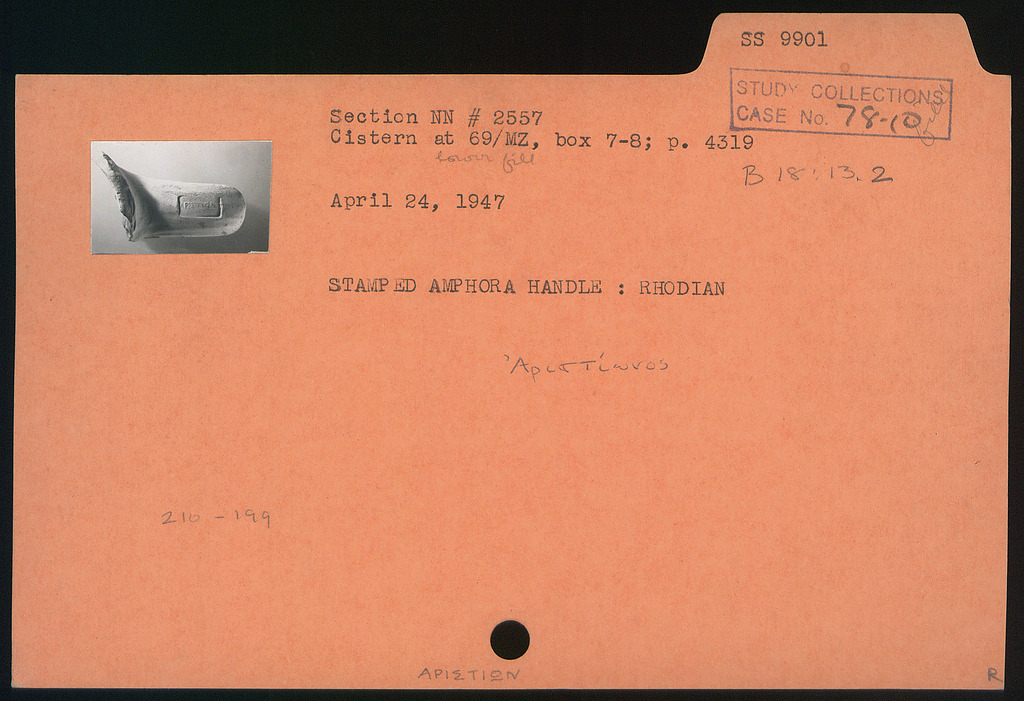 SS 9901
STUDY COLLECTIONS
CASE No. 78-10
Section NN # 2557
Cistern at 69/MZ, box 7-8; p. 4319
lower fill
B 18:13.2
April 24, 1947
STAMPED AMPHORA HANDLE : RHODIAN
Ἀριστίωνος
210 - 199
ΑΡΙΣΤΙΩΝ
R